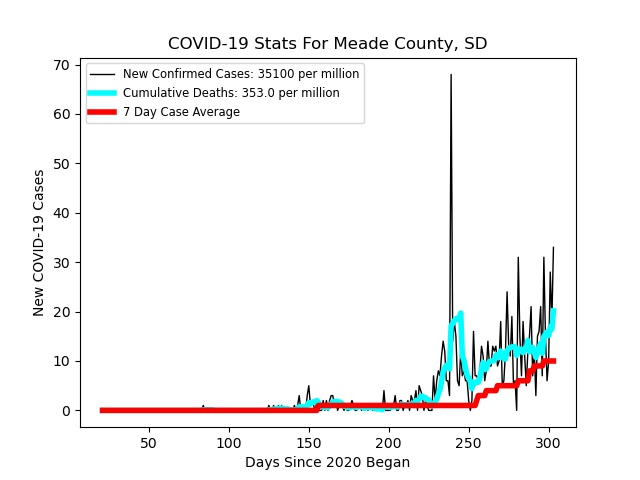 COVID-19 Stats For Meade County, SD
New Confirmed Cases: 35100 per million
Cumulative Deaths: 353.0 per million
7 Day Case Average
New COVID-19 Cases
70
60
50
40
30
20
10
0
50 100 150 200 250 300
Days Since 2020 Began